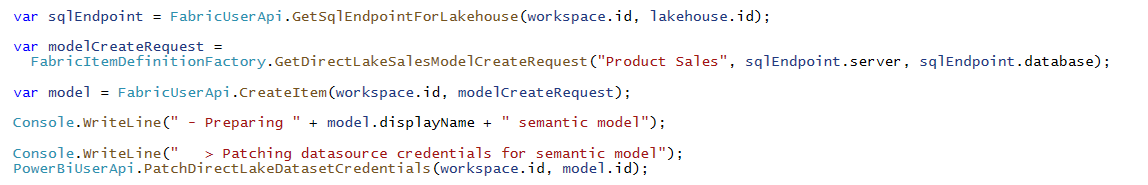 var sqlEndpoint = FabricUserApi.GetSqlEndpointForLakehouse(workspace.id, lakehouse.id);
var modelCreateRequest =
FabricItemDefinitionFactory.GetDirectLakeSalesModelCreateRequest("Product Sales", sqlEndpoint.server, sqlEndpoint.database);
var model = FabricUserApi.CreateItem(workspace.id, modelCreateRequest);
Console.WriteLine(" - Preparing " + model.displayName + " semantic model");
Console.WriteLine("   > Patching datasource credentials for semantic model");
PowerBiUserApi.PatchDirectLakeDatasetCredentials(workspace.id, model.id);